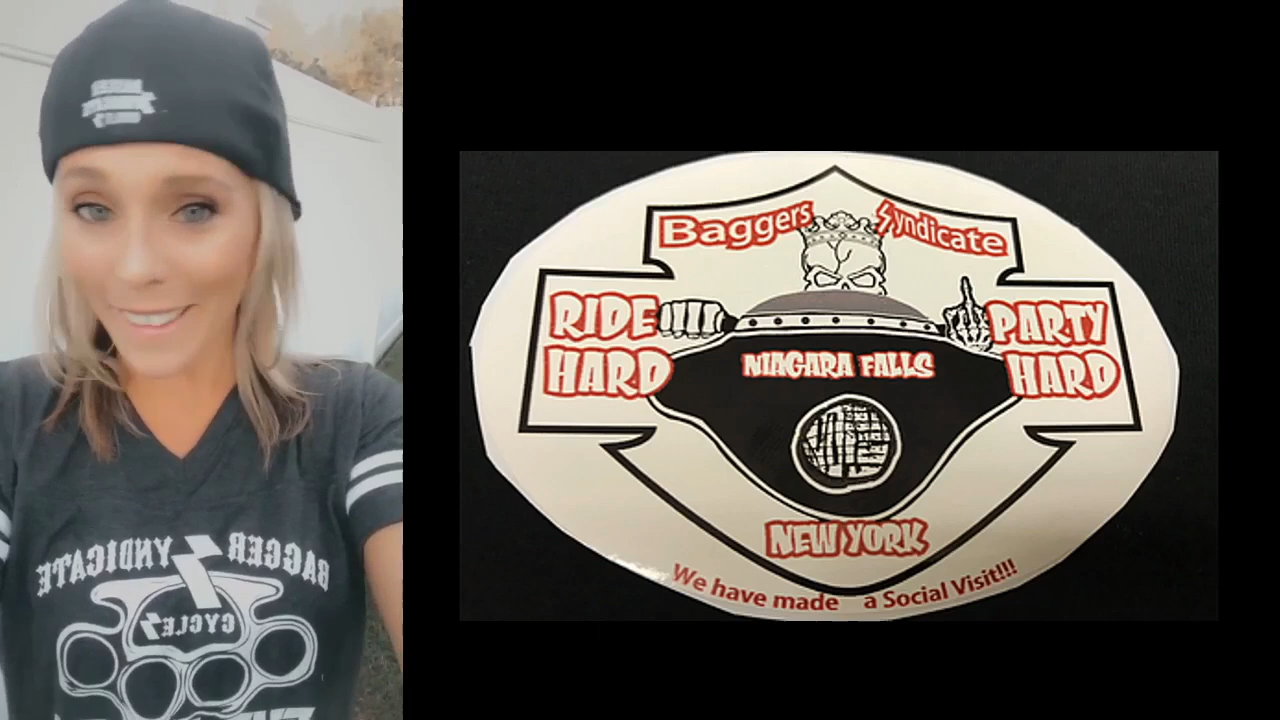 BAGGER SYNDICATE
CYCLES
Baggers Syndicate
RIDE HARD
PARTY HARD
NIAGARA FALLS
NEW YORK
We have made a Social Visit!!!